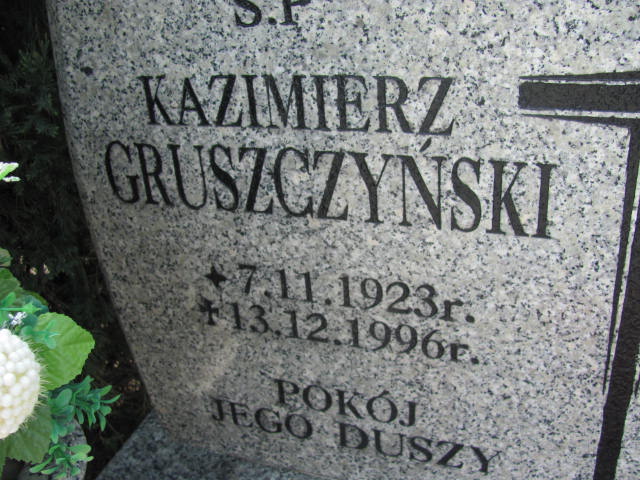 Ś.P
KAZIMIERZ
GRUSZCZYŃSKI
7.11.1923r.
13.12.1996r.
POKÓJ
JEGO DUSZY